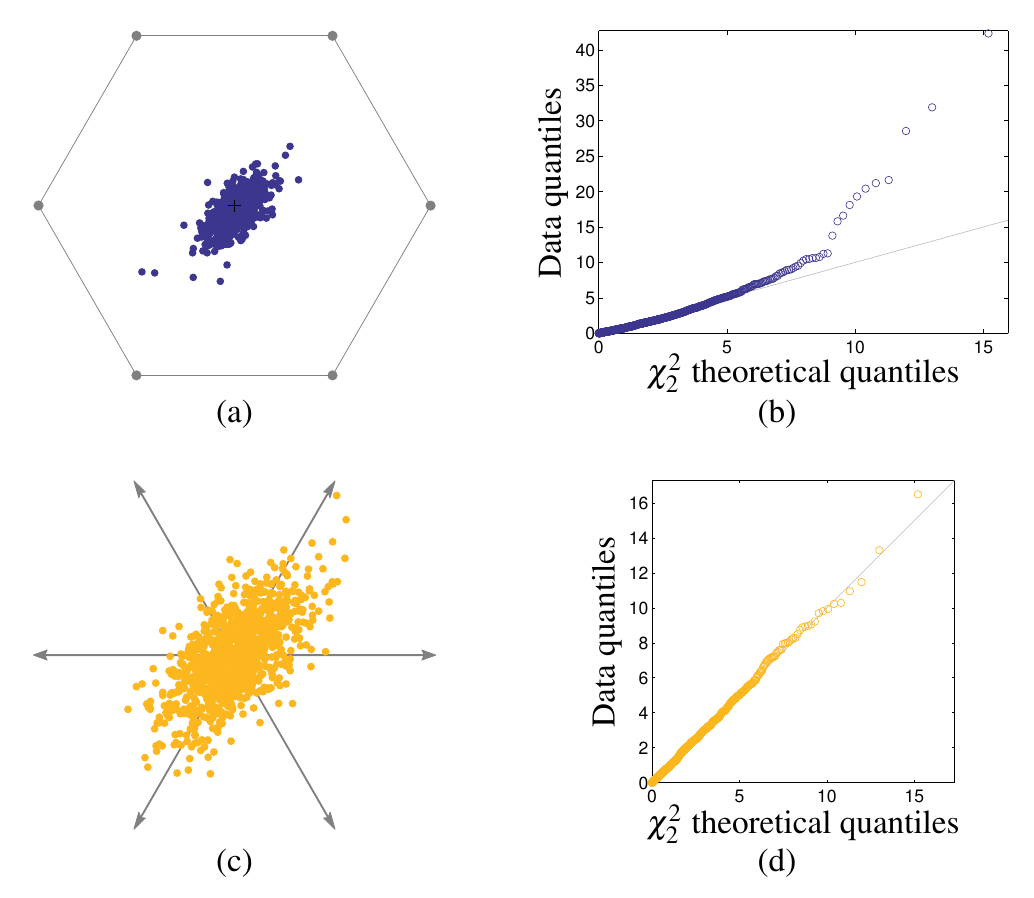 40
35
30
25
20
15
10
5
0
0 5 10 15
Data quantiles
χ²₂ theoretical quantiles
(a) (b)
16
14
12
10
8
6
4
2
0
0 5 10 15
Data quantiles
χ²₂ theoretical quantiles
(c) (d)